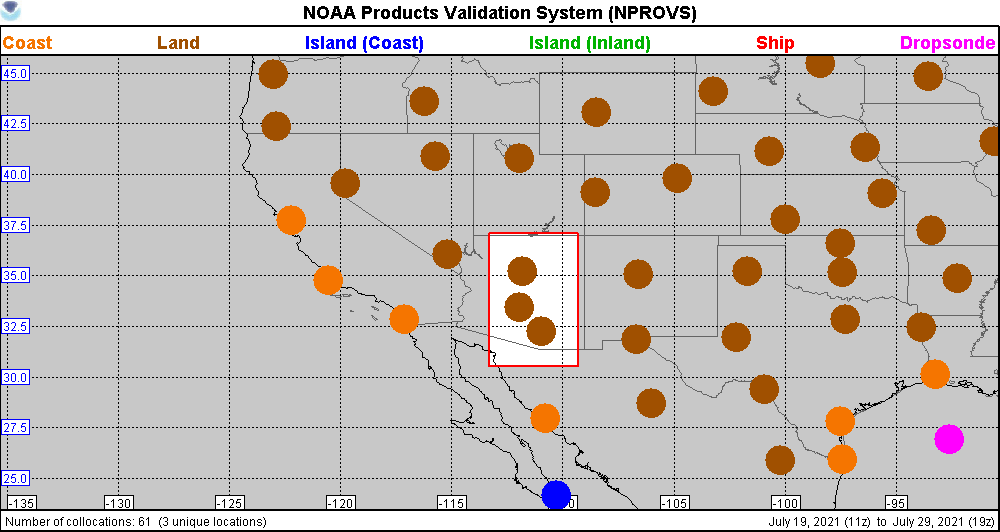 NOAA Products Validation System (NPROVS)
Coast Land Island (Coast) Island (Inland) Ship Dropsonde
45.0
42.5
40.0
37.5
35.0
32.5
30.0
27.5
25.0
-135 -130 -125 -120 -115 -105 -100 -95
Number of collocations: 61 (3 unique locations) July 19, 2021 (11z) to July 29, 2021 (19z)